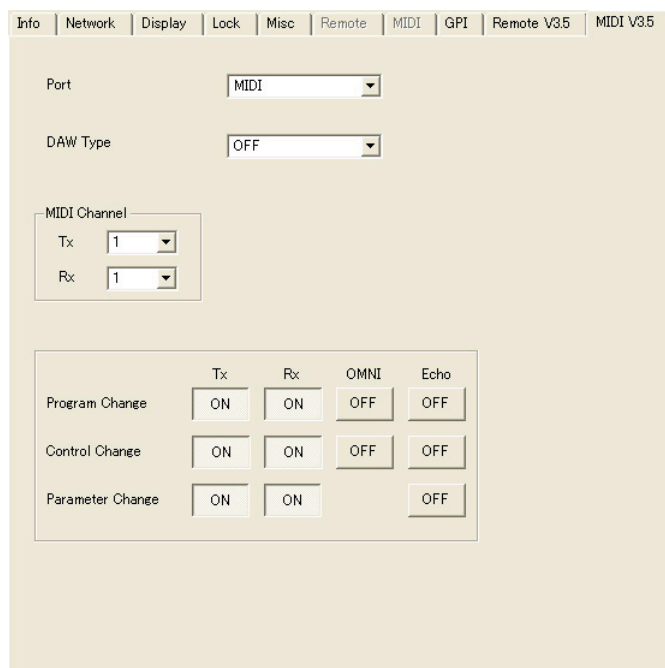 Info Network Display Lock Misc Remote MIDI GPI Remote V3.5 MIDI V3.5
Port MIDI
DAW Type OFF
MIDI Channel
Tx 1
Rx 1
Tx Rx OMNI Echo
Program Change ON ON OFF OFF
Control Change ON ON OFF OFF
Parameter Change ON ON OFF